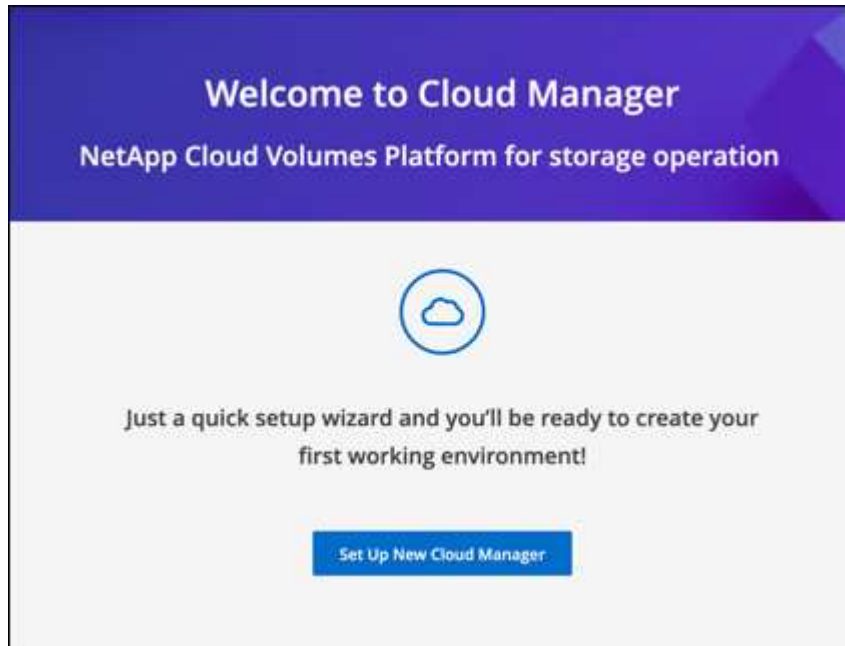 Welcome to Cloud Manager
NetApp Cloud Volumes Platform for storage operation
Just a quick setup wizard and you'll be ready to create your
first working environment!
Set Up New Cloud Manager